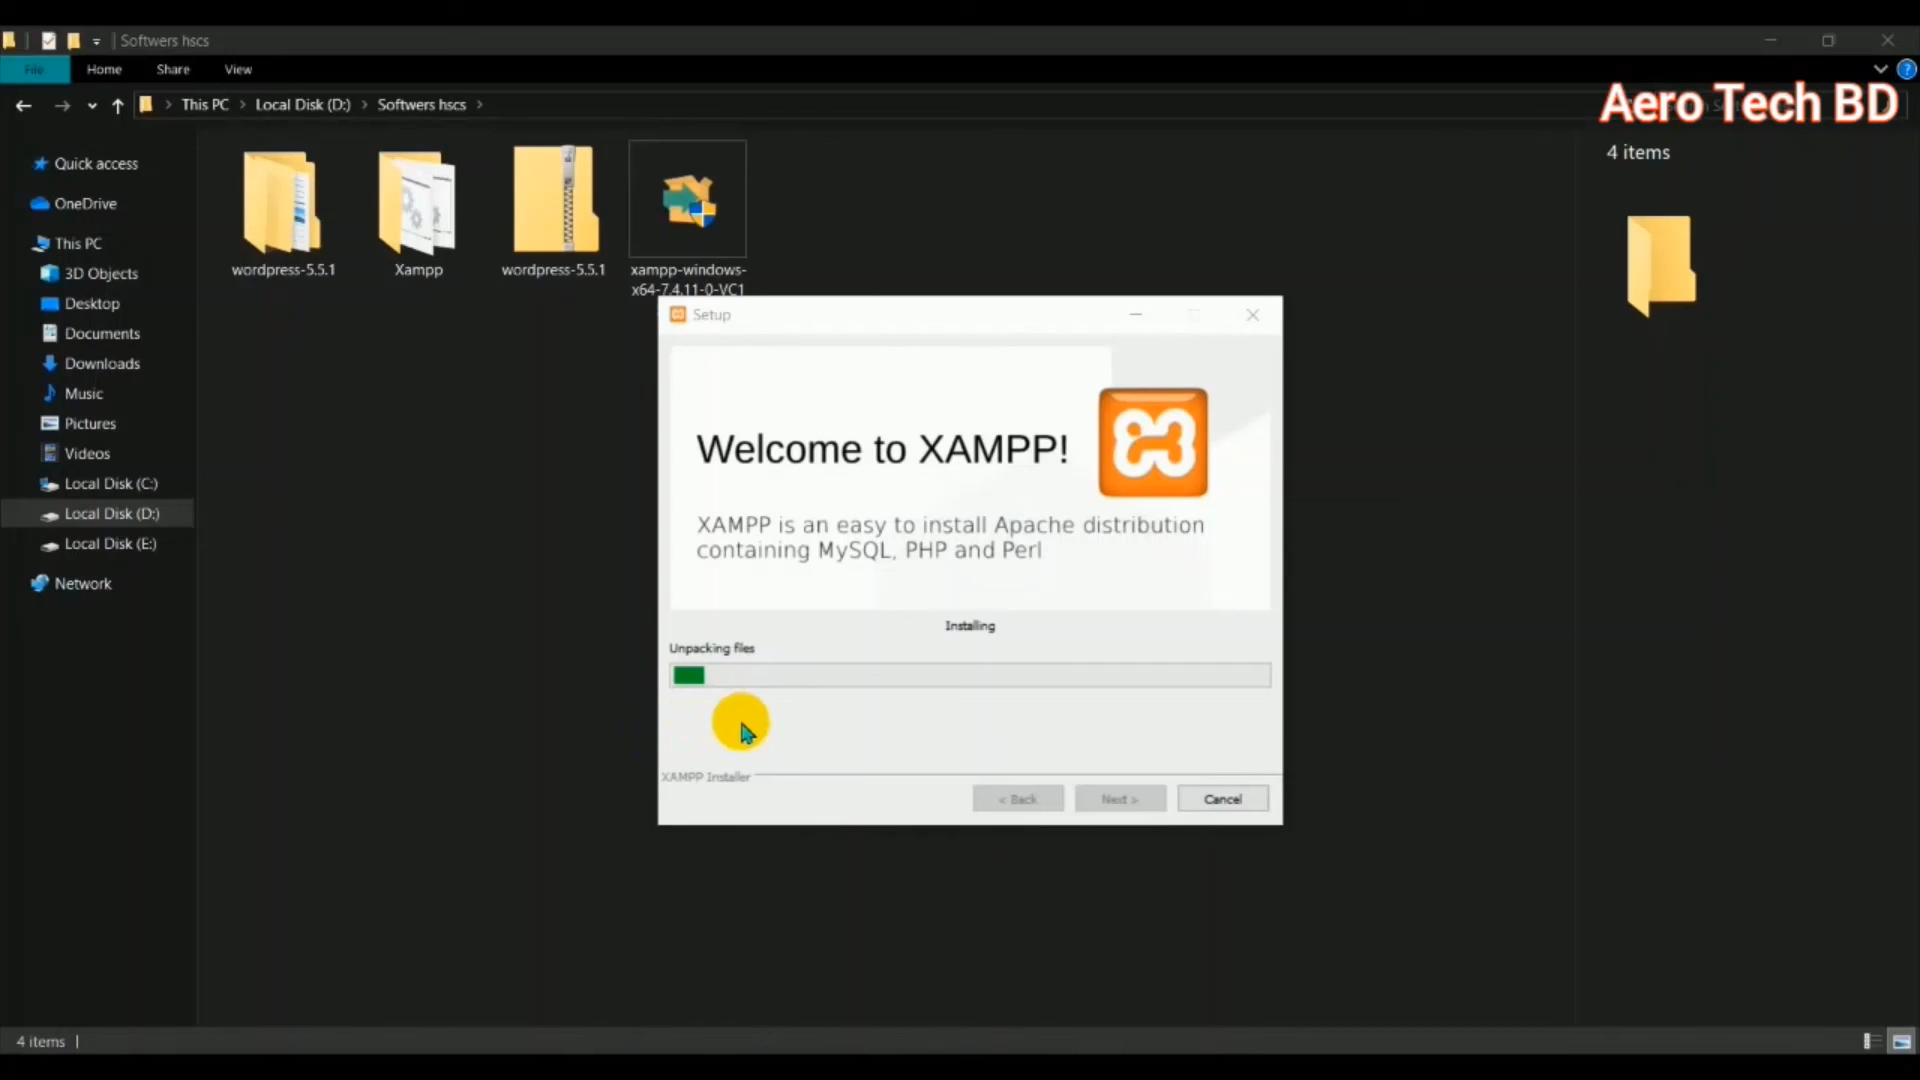 Softwers hscs
File
Home
Share
View
This PC > Local Disk (D:) > Softwers hscs >
Aero Tech BD
4 items
Quick access
OneDrive
This PC
3D Objects
Desktop
Documents
Downloads
Music
Pictures
Videos
Local Disk (C:)
Local Disk (D:)
Local Disk (E:)
Network
wordpress-5.5.1
Xampp
wordpress-5.5.1
xampp-windows-
x64-7.4.11-0-VC1
Setup
Welcome to XAMPP!
XAMPP is an easy to install Apache distribution
containing MySQL, PHP and Perl
Installing
Unpacking files
XAMPP Installer
< Back
Next >
Cancel
4 items